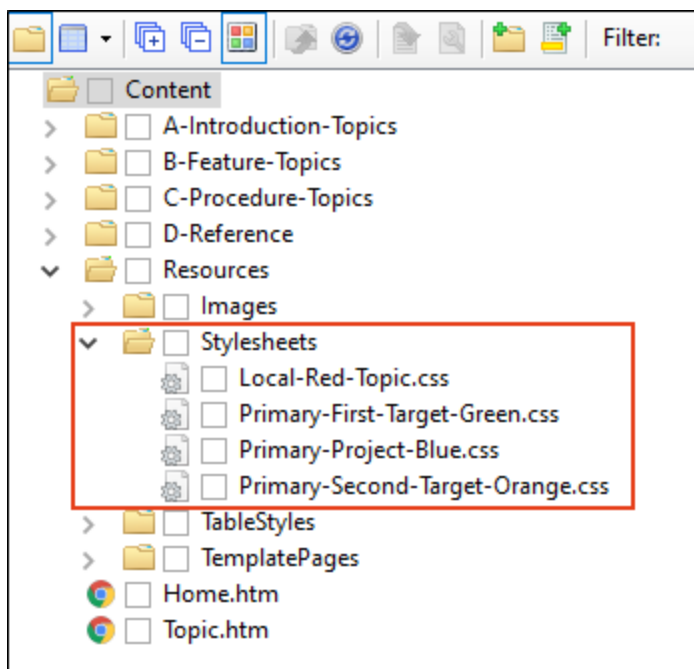 Filter:
Content
A-Introduction-Topics
B-Feature-Topics
C-Procedure-Topics
D-Reference
Resources
Images
Stylesheets
Local-Red-Topic.css
Primary-First-Target-Green.css
Primary-Project-Blue.css
Primary-Second-Target-Orange.css
TableStyles
TemplatePages
Home.htm
Topic.htm